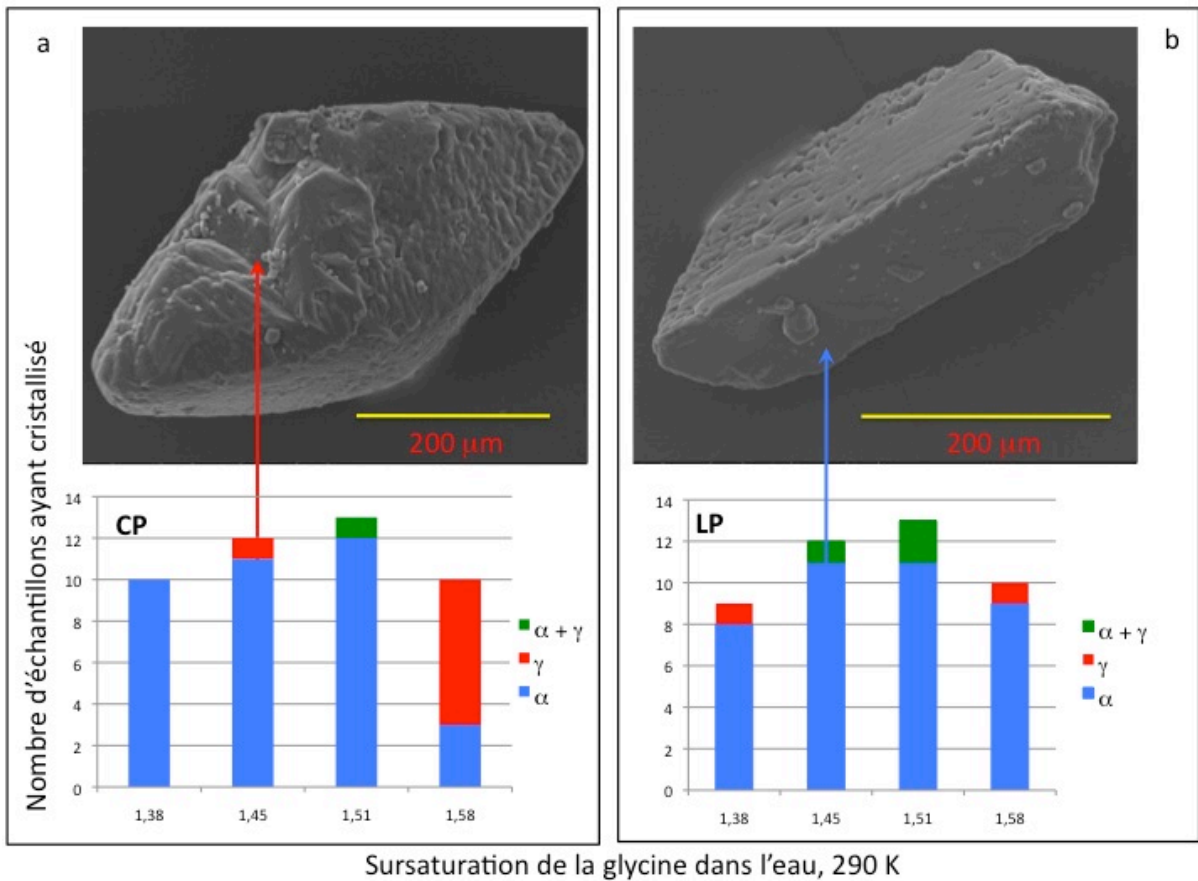 a
b
200 μm
200 μm
Nombre d'échantillons ayant cristallisé
14
12
10
8
6
4
2
0
CP
α + γ
γ
α
1,38 1,45 1,51 1,58
14
12
10
8
6
4
2
0
LP
α + γ
γ
α
1,38 1,45 1,51 1,58
Sursaturation de la glycine dans l'eau, 290 K